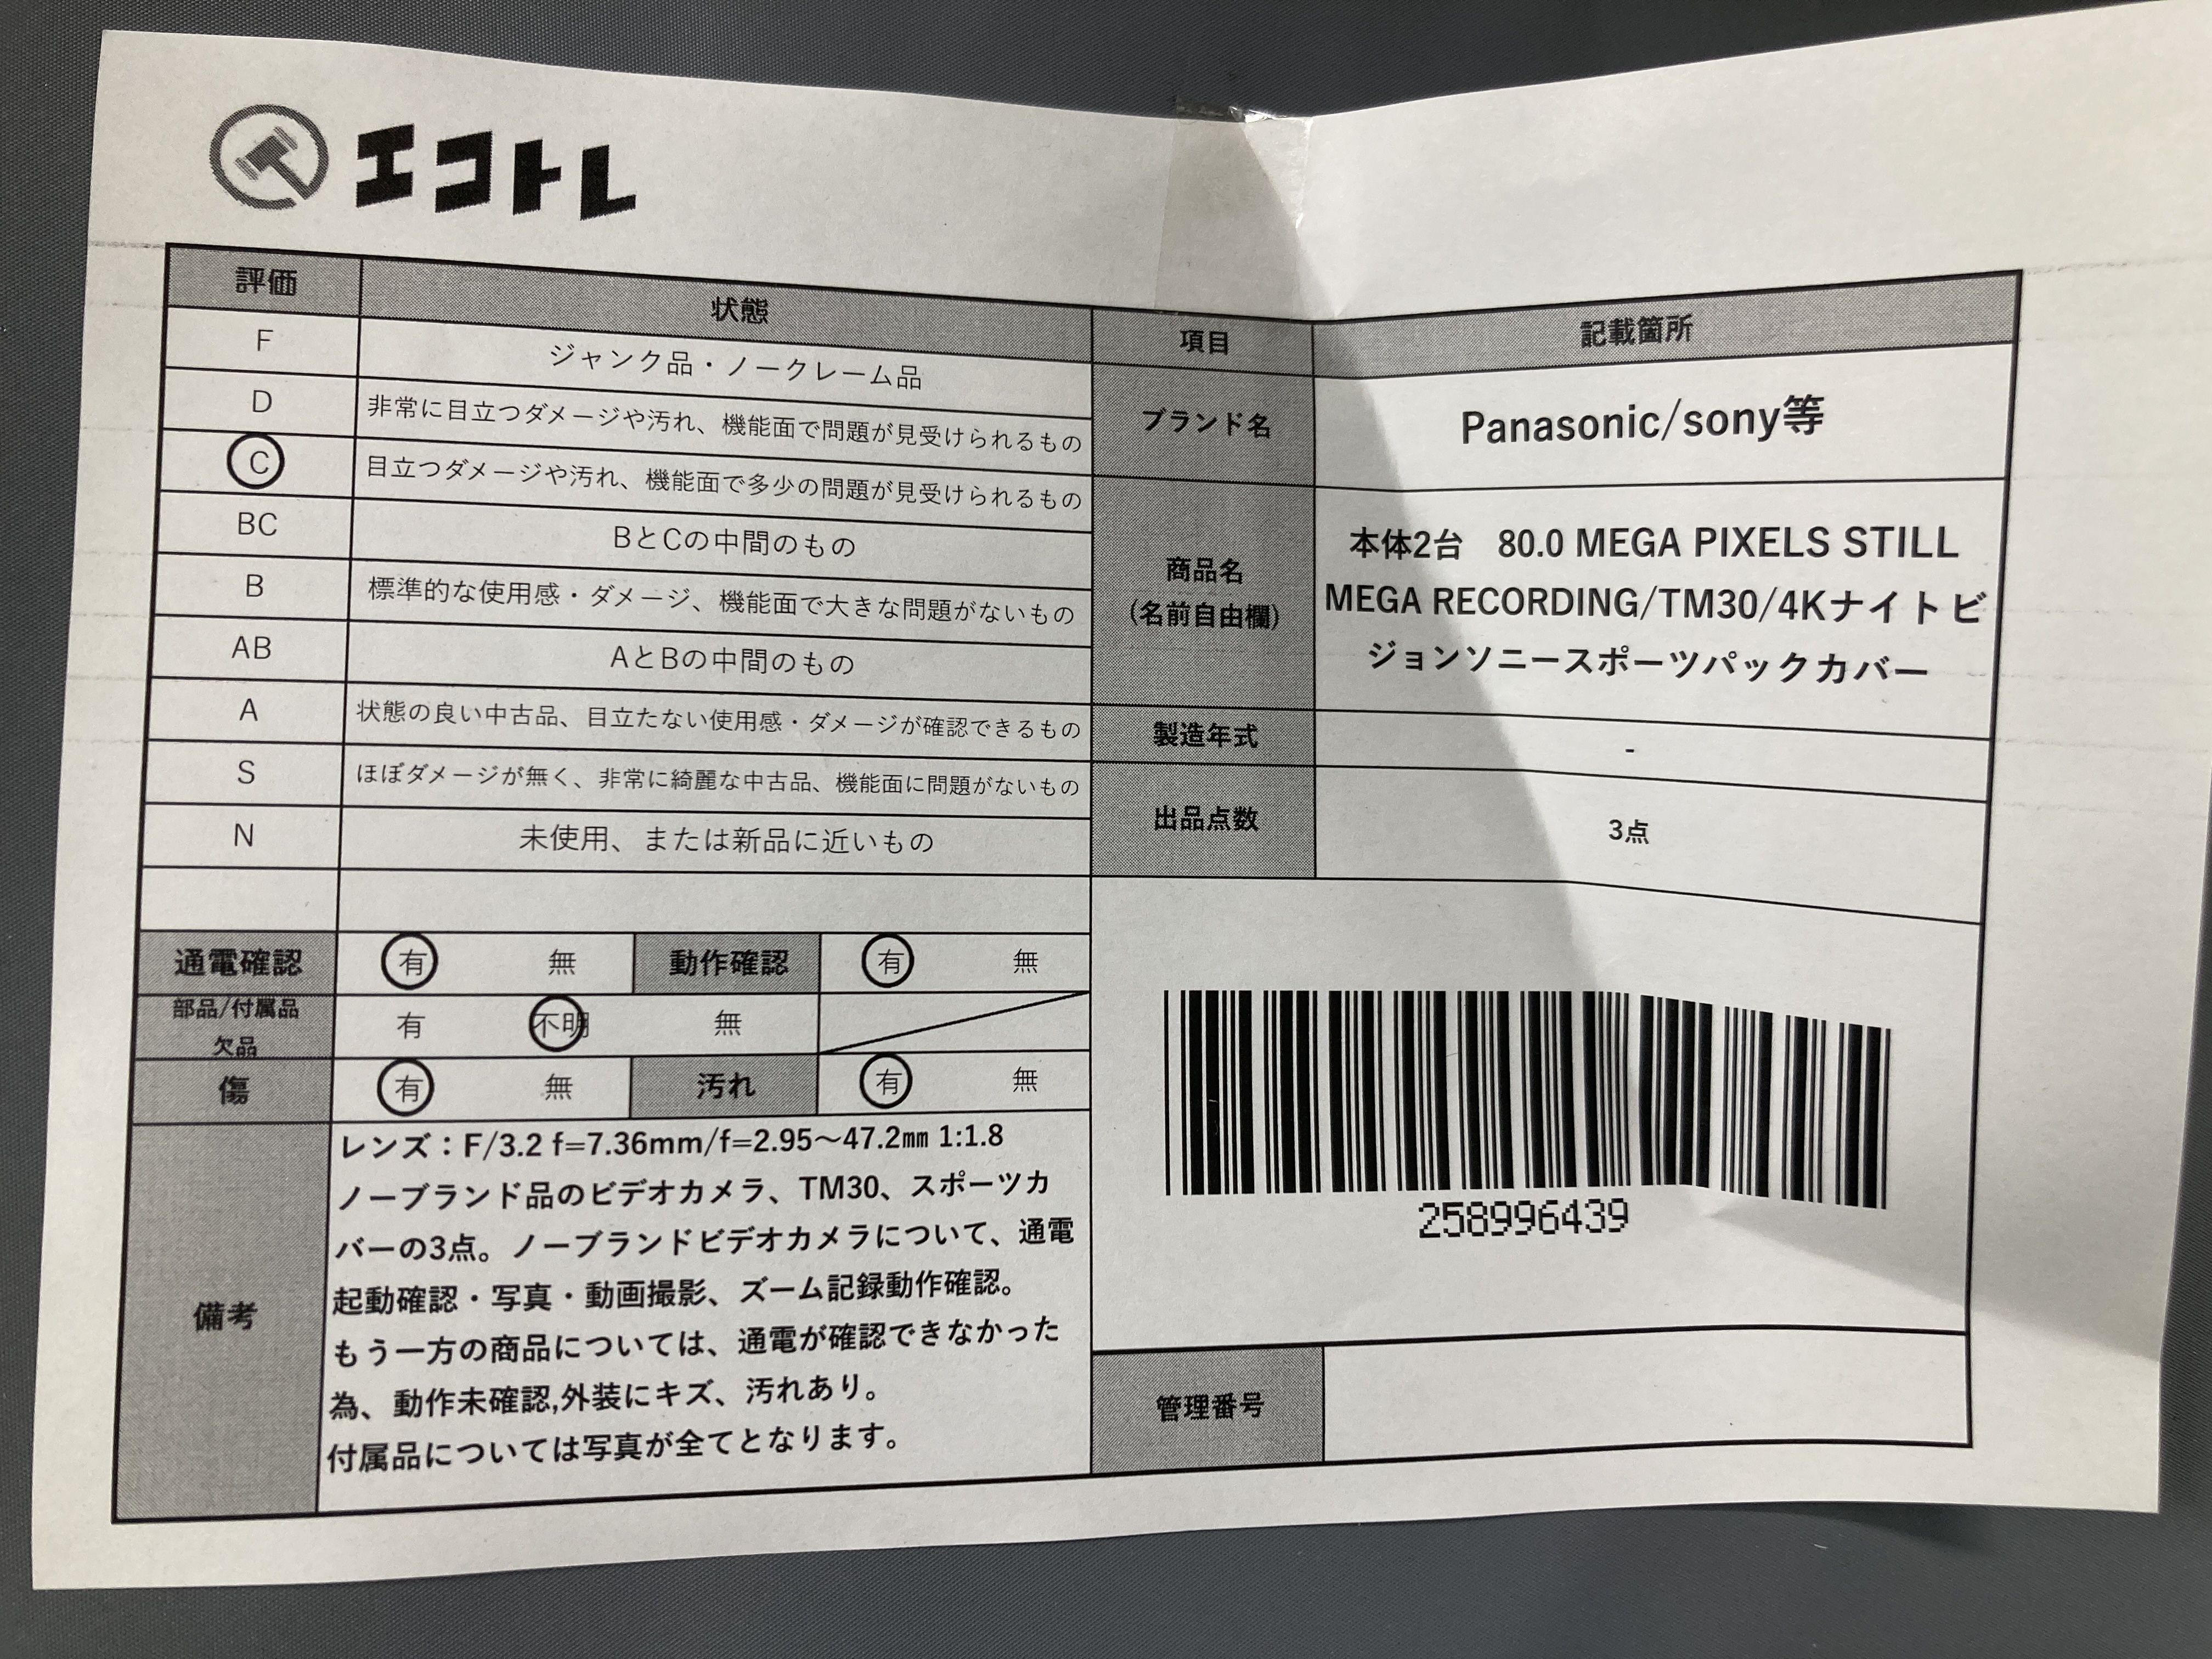 エコトレ
評価 状態
F ジャンク品・ノークレーム品
D 非常に目立つダメージや汚れ、機能面で問題が見受けられるもの
C 目立つダメージや汚れ、機能面で多少の問題が見受けられるもの
BC BとCの中間のもの
B 標準的な使用感・ダメージ、機能面で大きな問題がないもの
AB AとBの中間のもの
A 状態の良い中古品、目立たない使用感・ダメージが確認できるもの
S ほぼダメージが無く、非常に綺麗な中古品、機能面に問題がないもの
N 未使用、または新品に近いもの
通電確認 有 無 動作確認 有 無
部品/付属品
欠品
有 不明 無
傷 有 無 汚れ 有 無
備考
レンズ：F/3.2 f=7.36mm/f=2.95～47.2㎜ 1:1.8
ノーブランド品のビデオカメラ、TM30、スポーツカ
バーの3点。ノーブランドビデオカメラについて、通電
起動確認・写真・動画撮影、ズーム記録動作確認。
もう一方の商品については、通電が確認できなかった
為、動作未確認,外装にキズ、汚れあり。
付属品については写真が全てとなります。
項目 記載箇所
ブランド名 Panasonic/sony等
商品名
(名前自由欄)
本体2台 80.0 MEGA PIXELS STILL
MEGA RECORDING/TM30/4Kナイトビ
ジョンソニースポーツパックカバー
製造年式 -
出品点数 3点
258996439
管理番号